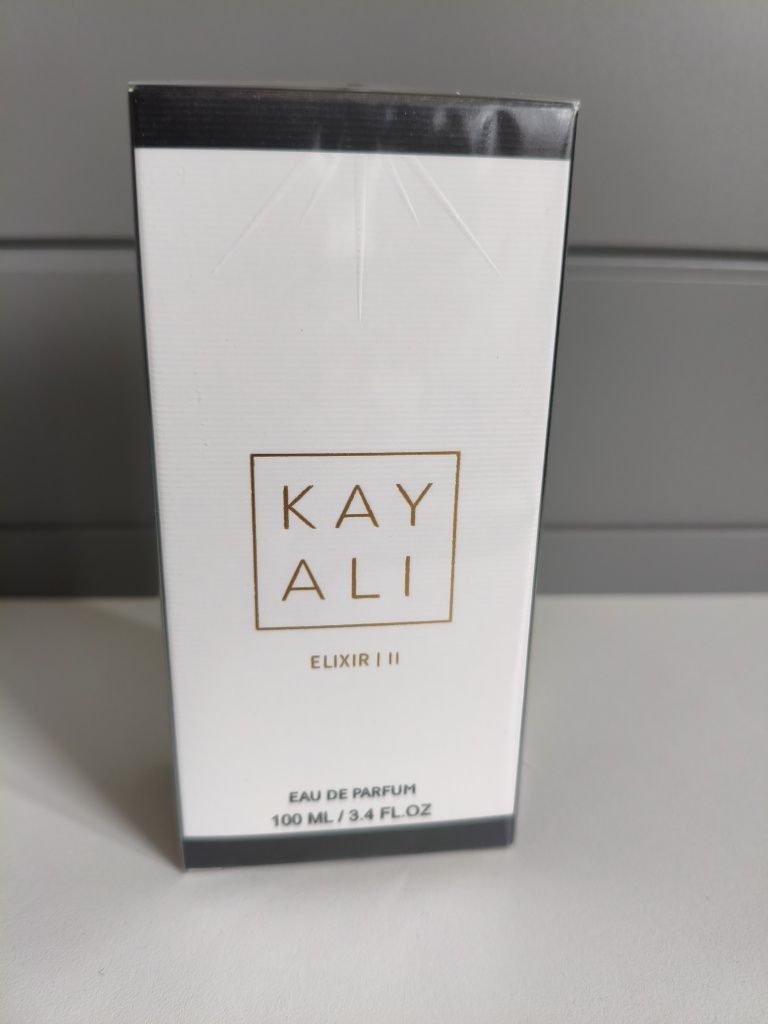 KAY
ALI
ELIXIR | II
EAU DE PARFUM
100 ML / 3.4 FL.OZ